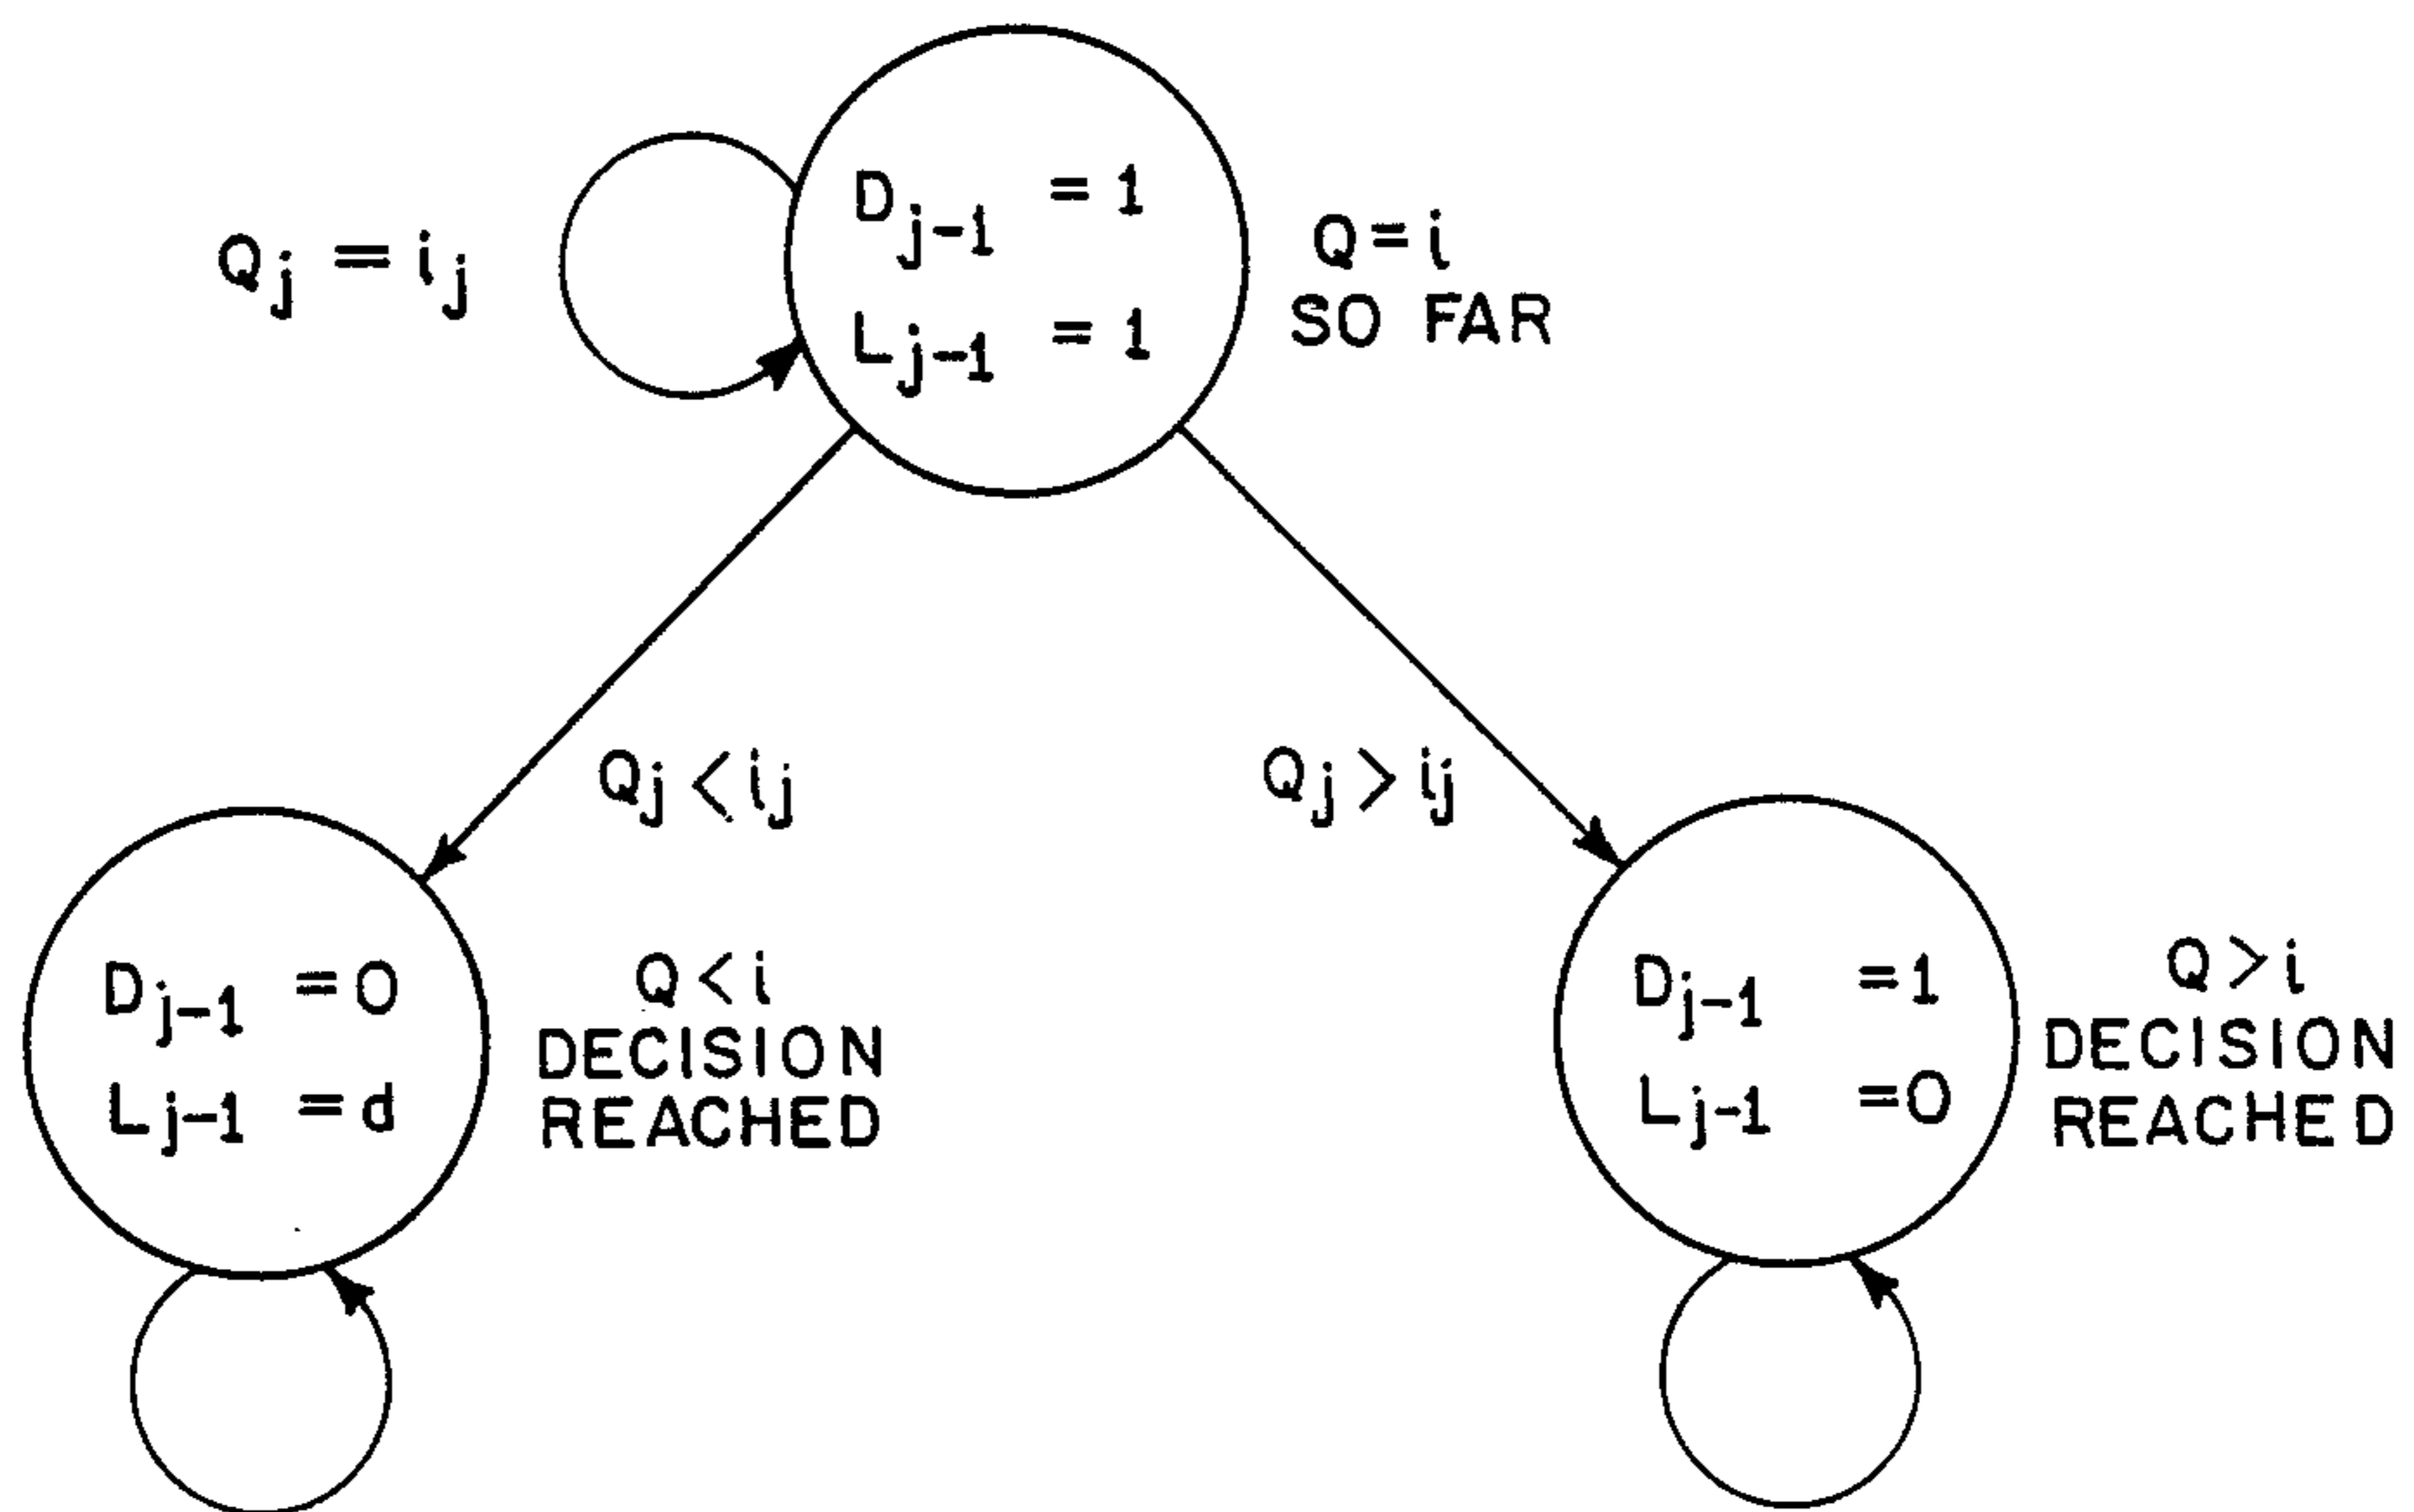 D_{j-1} = 1
L_{j-1} = 1
Q_j = i_j
Q=i
SO FAR
Q_j < i_j
Q_j > i_j
D_{j-1} = 0
L_{j-1} = d
Q < i
DECISION
REACHED
D_{j-1} = 1
L_{j-1} = 0
Q > i
DECISION
REACHED